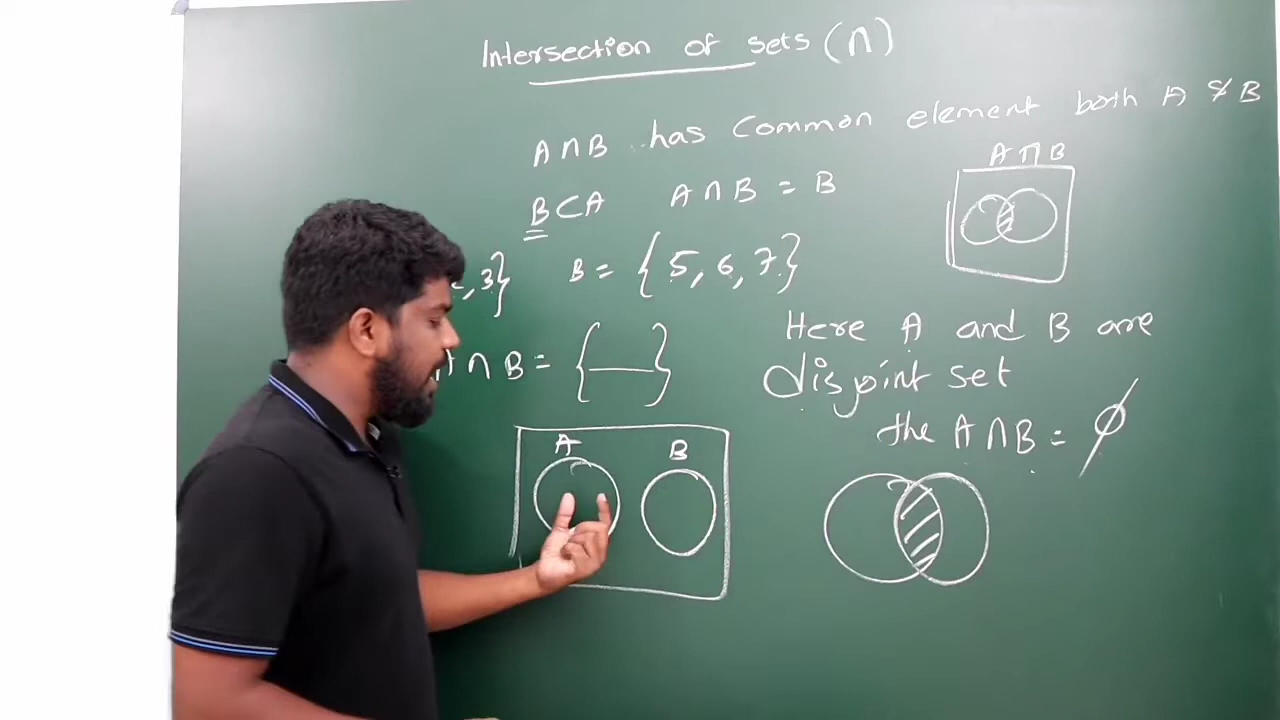 Intersection of sets (∩)
A∩B has common element both A & B
B⊂A A∩B = B
A∩B
, 3} B = {5, 6, 7}
Here A and B are
disjoint set
∩ B = { }
the A∩B = ϕ
A B